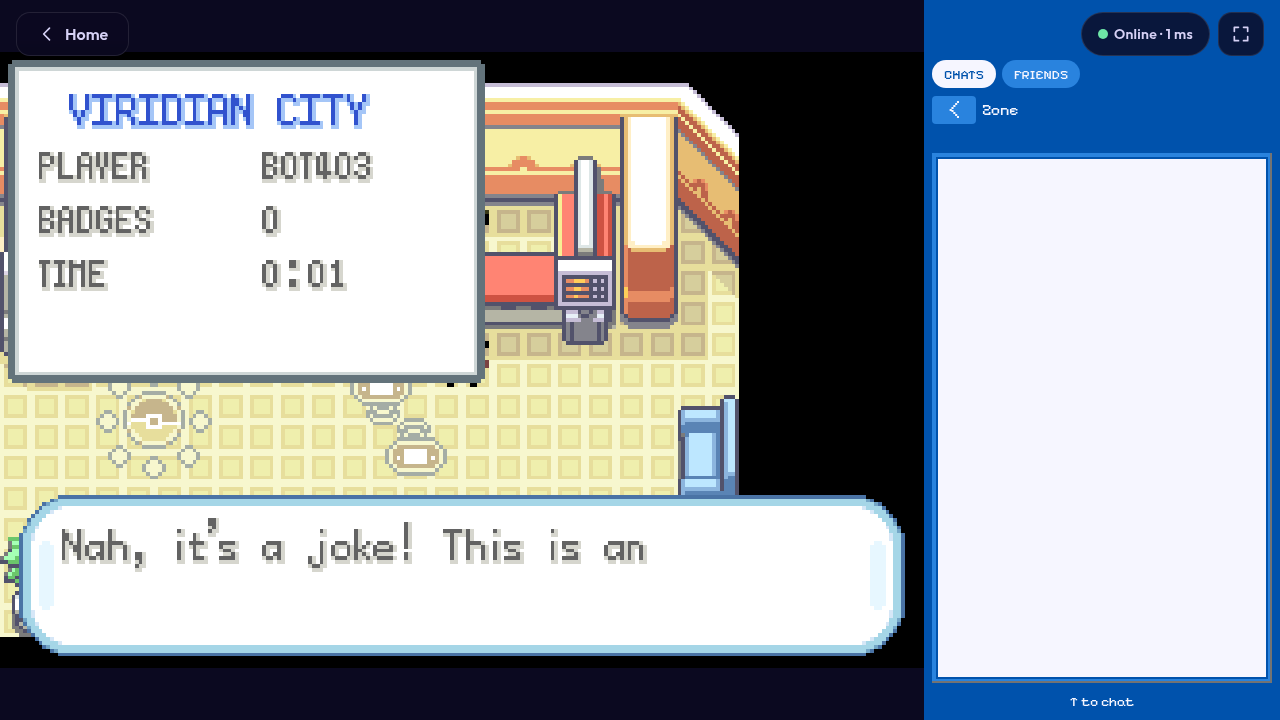 Home
VIRIDIAN CITY
PLAYER BOT403
BADGES 0
TIME 0:01
Nah, it's a joke! This is an
Online · 1 ms
CHATS FRIENDS
Zone
↑ to chat